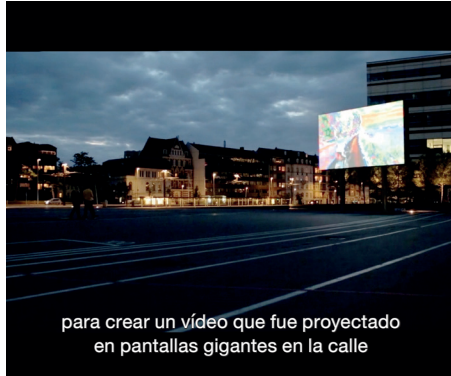 para crear un vídeo que fue proyectado
en pantallas gigantes en la calle